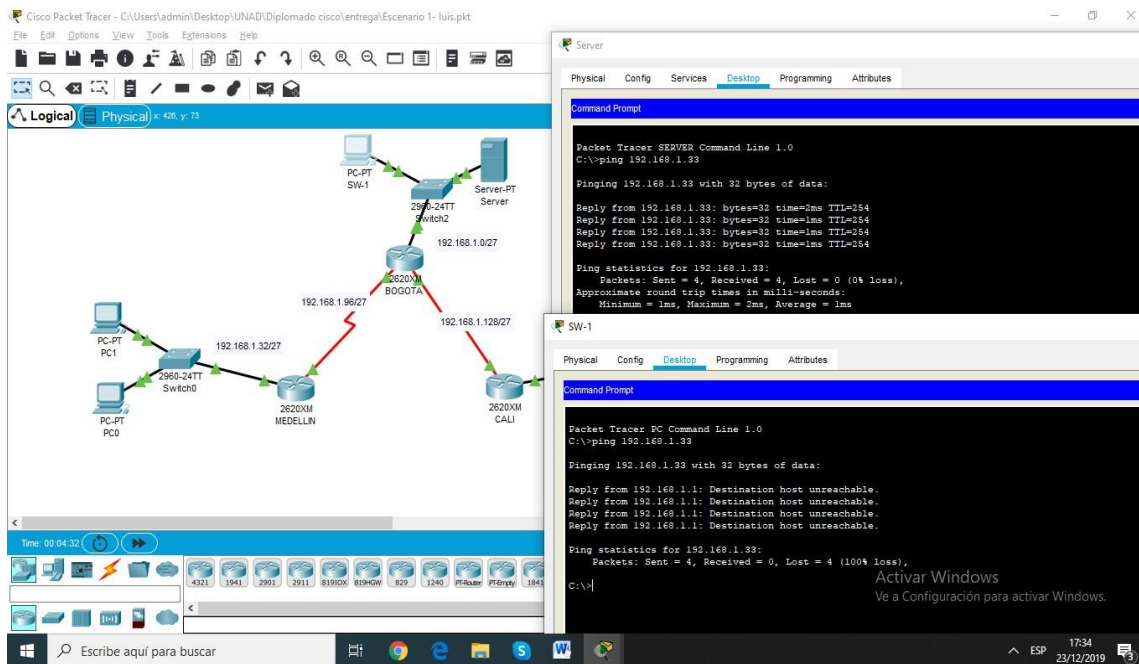 Cisco Packet Tracer - C:\Users\admin\Desktop\UNAD\Diplomado cisco\entrega\Escenario 1- luis.pkt
File Edit Options View Tools Extensions Help
Logical Physical x: 426, y: 73
PC-PT
SW-1
Server-PT
Server
2960-24TT
Switch2
192.168.1.0/27
2620XM
BOGOTA
192.168.1.96/27
192.168.1.128/27
PC-PT
PC1
192.168.1.32/27
2960-24TT
Switch0
PC-PT
PC0
2620XM
MEDELLIN
2620XM
CALI
Time: 00:04:32
4321 1941 2901 2911 819IOX 819HGW 829 1240 PT-Router PT-Empty 1841
Server
Physical Config Services Desktop Programming Attributes
Command Prompt
Packet Tracer SERVER Command Line 1.0
C:\>ping 192.168.1.33
Pinging 192.168.1.33 with 32 bytes of data:
Reply from 192.168.1.33: bytes=32 time=2ms TTL=254
Reply from 192.168.1.33: bytes=32 time=1ms TTL=254
Reply from 192.168.1.33: bytes=32 time=1ms TTL=254
Reply from 192.168.1.33: bytes=32 time=1ms TTL=254
Ping statistics for 192.168.1.33:
Packets: Sent = 4, Received = 4, Lost = 0 (0% loss),
Approximate round trip times in milli-seconds:
Minimum = 1ms, Maximum = 2ms, Average = 1ms
SW-1
Physical Config Desktop Programming Attributes
Command Prompt
Packet Tracer PC Command Line 1.0
C:\>ping 192.168.1.33
Pinging 192.168.1.33 with 32 bytes of data:
Reply from 192.168.1.1: Destination host unreachable.
Reply from 192.168.1.1: Destination host unreachable.
Reply from 192.168.1.1: Destination host unreachable.
Reply from 192.168.1.1: Destination host unreachable.
Ping statistics for 192.168.1.33:
Packets: Sent = 4, Received = 0, Lost = 4 (100% loss),
C:\>
Activar Windows
Ve a Configuración para activar Windows.
Escribe aquí para buscar
ESP
17:34
23/12/2019